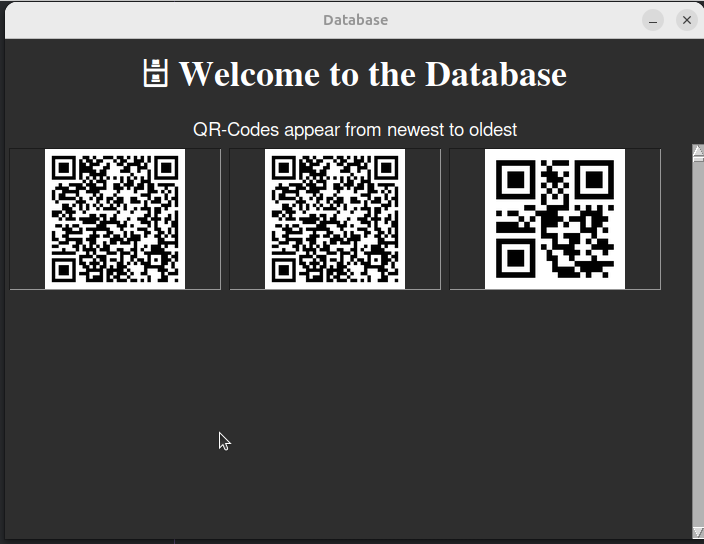 Database
🗄 Welcome to the Database
QR-Codes appear from newest to oldest